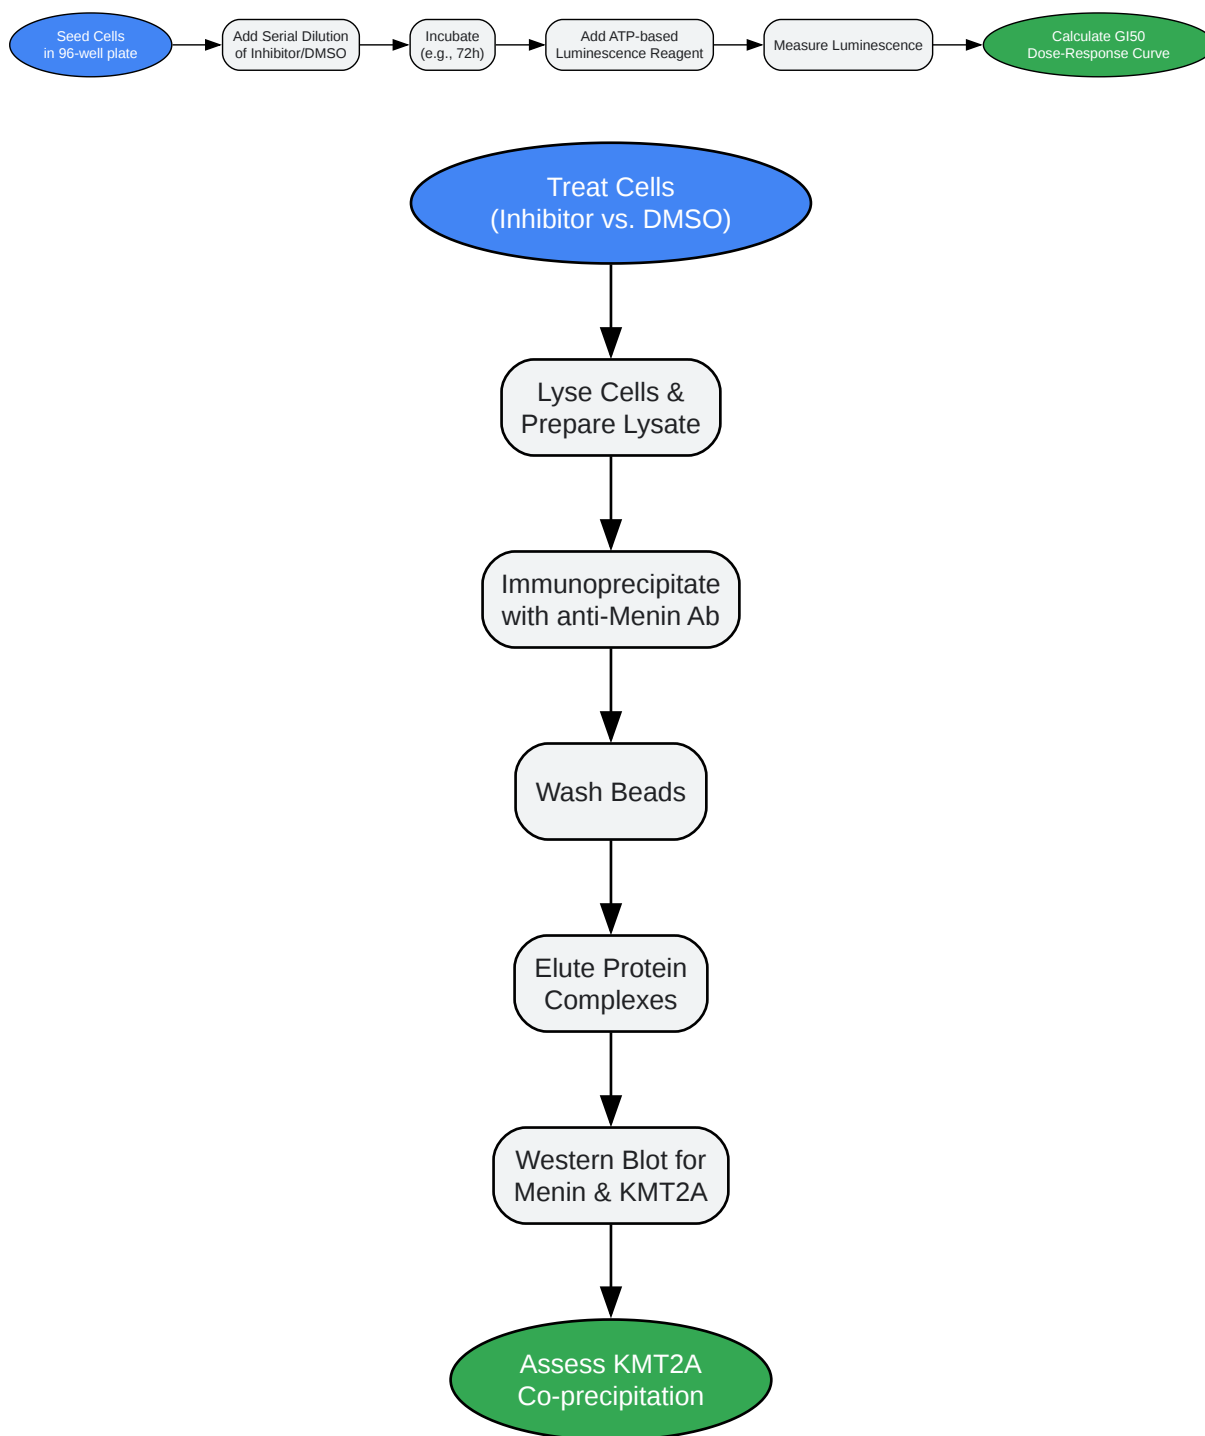 Seed Cells
in 96-well plate
Add Serial Dilution
of Inhibitor/DMSO
Incubate
(e.g., 72h)
Add ATP-based
Luminescence Reagent
Measure Luminescence
Calculate GI50
Dose-Response Curve
Treat Cells
(Inhibitor vs. DMSO)
Lyse Cells &
Prepare Lysate
Immunoprecipitate
with anti-Menin Ab
Wash Beads
Elute Protein
Complexes
Western Blot for
Menin & KMT2A
Assess KMT2A
Co-precipitation